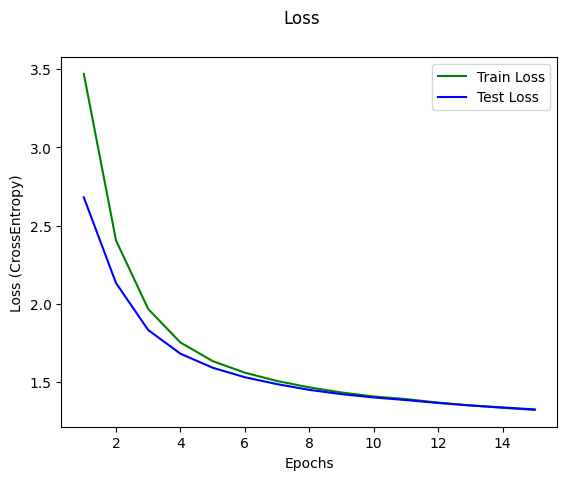 Loss
3.5
3.0
2.5
2.0
1.5
Loss (CrossEntropy)
Train Loss
Test Loss
2 4 6 8 10 12 14
Epochs